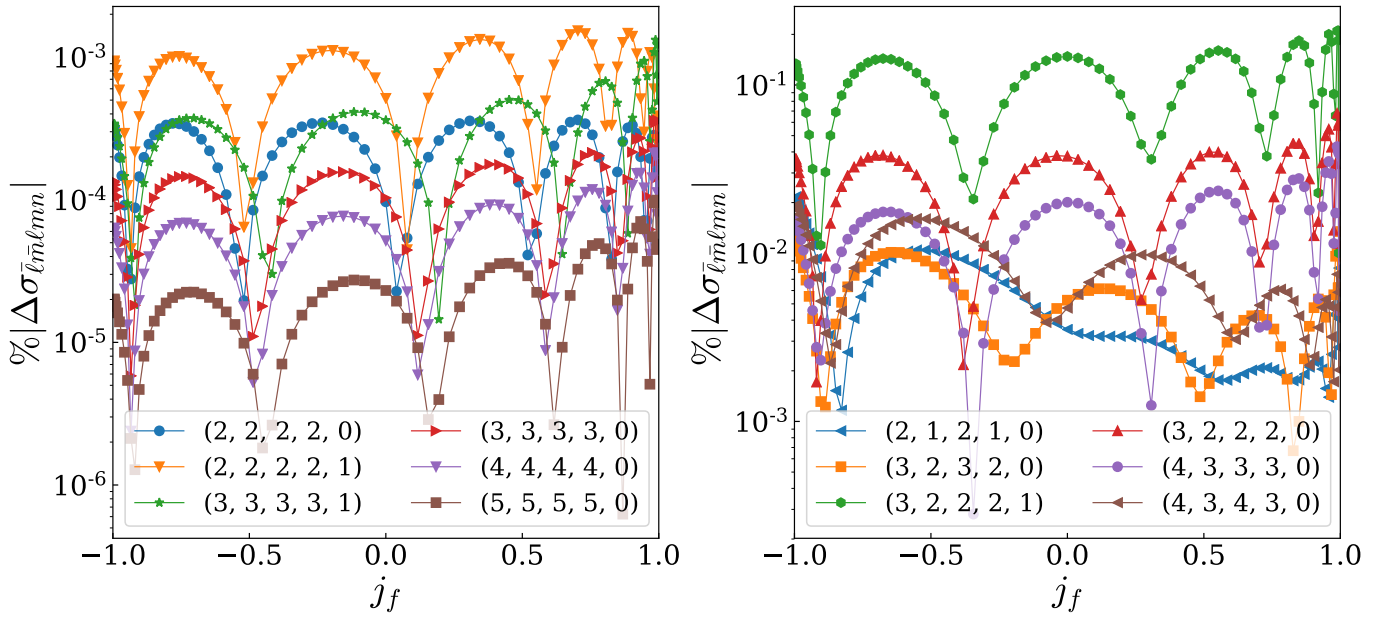 %|Δσ_{\bar{ℓ}\bar{m}ℓmn}|
10^{-3}
10^{-4}
10^{-5}
10^{-6}
(2, 2, 2, 2, 0) (3, 3, 3, 3, 0)
(2, 2, 2, 2, 1) (4, 4, 4, 4, 0)
(3, 3, 3, 3, 1) (5, 5, 5, 5, 0)
−1.0 −0.5 0.0 0.5 1.0
j_f
%|Δσ_{\bar{ℓ}\bar{m}ℓmn}|
10^{-1}
10^{-2}
10^{-3}
(2, 1, 2, 1, 0) (3, 2, 2, 2, 0)
(3, 2, 3, 2, 0) (4, 3, 3, 3, 0)
(3, 2, 2, 2, 1) (4, 3, 4, 3, 0)
−1.0 −0.5 0.0 0.5 1.0
j_f